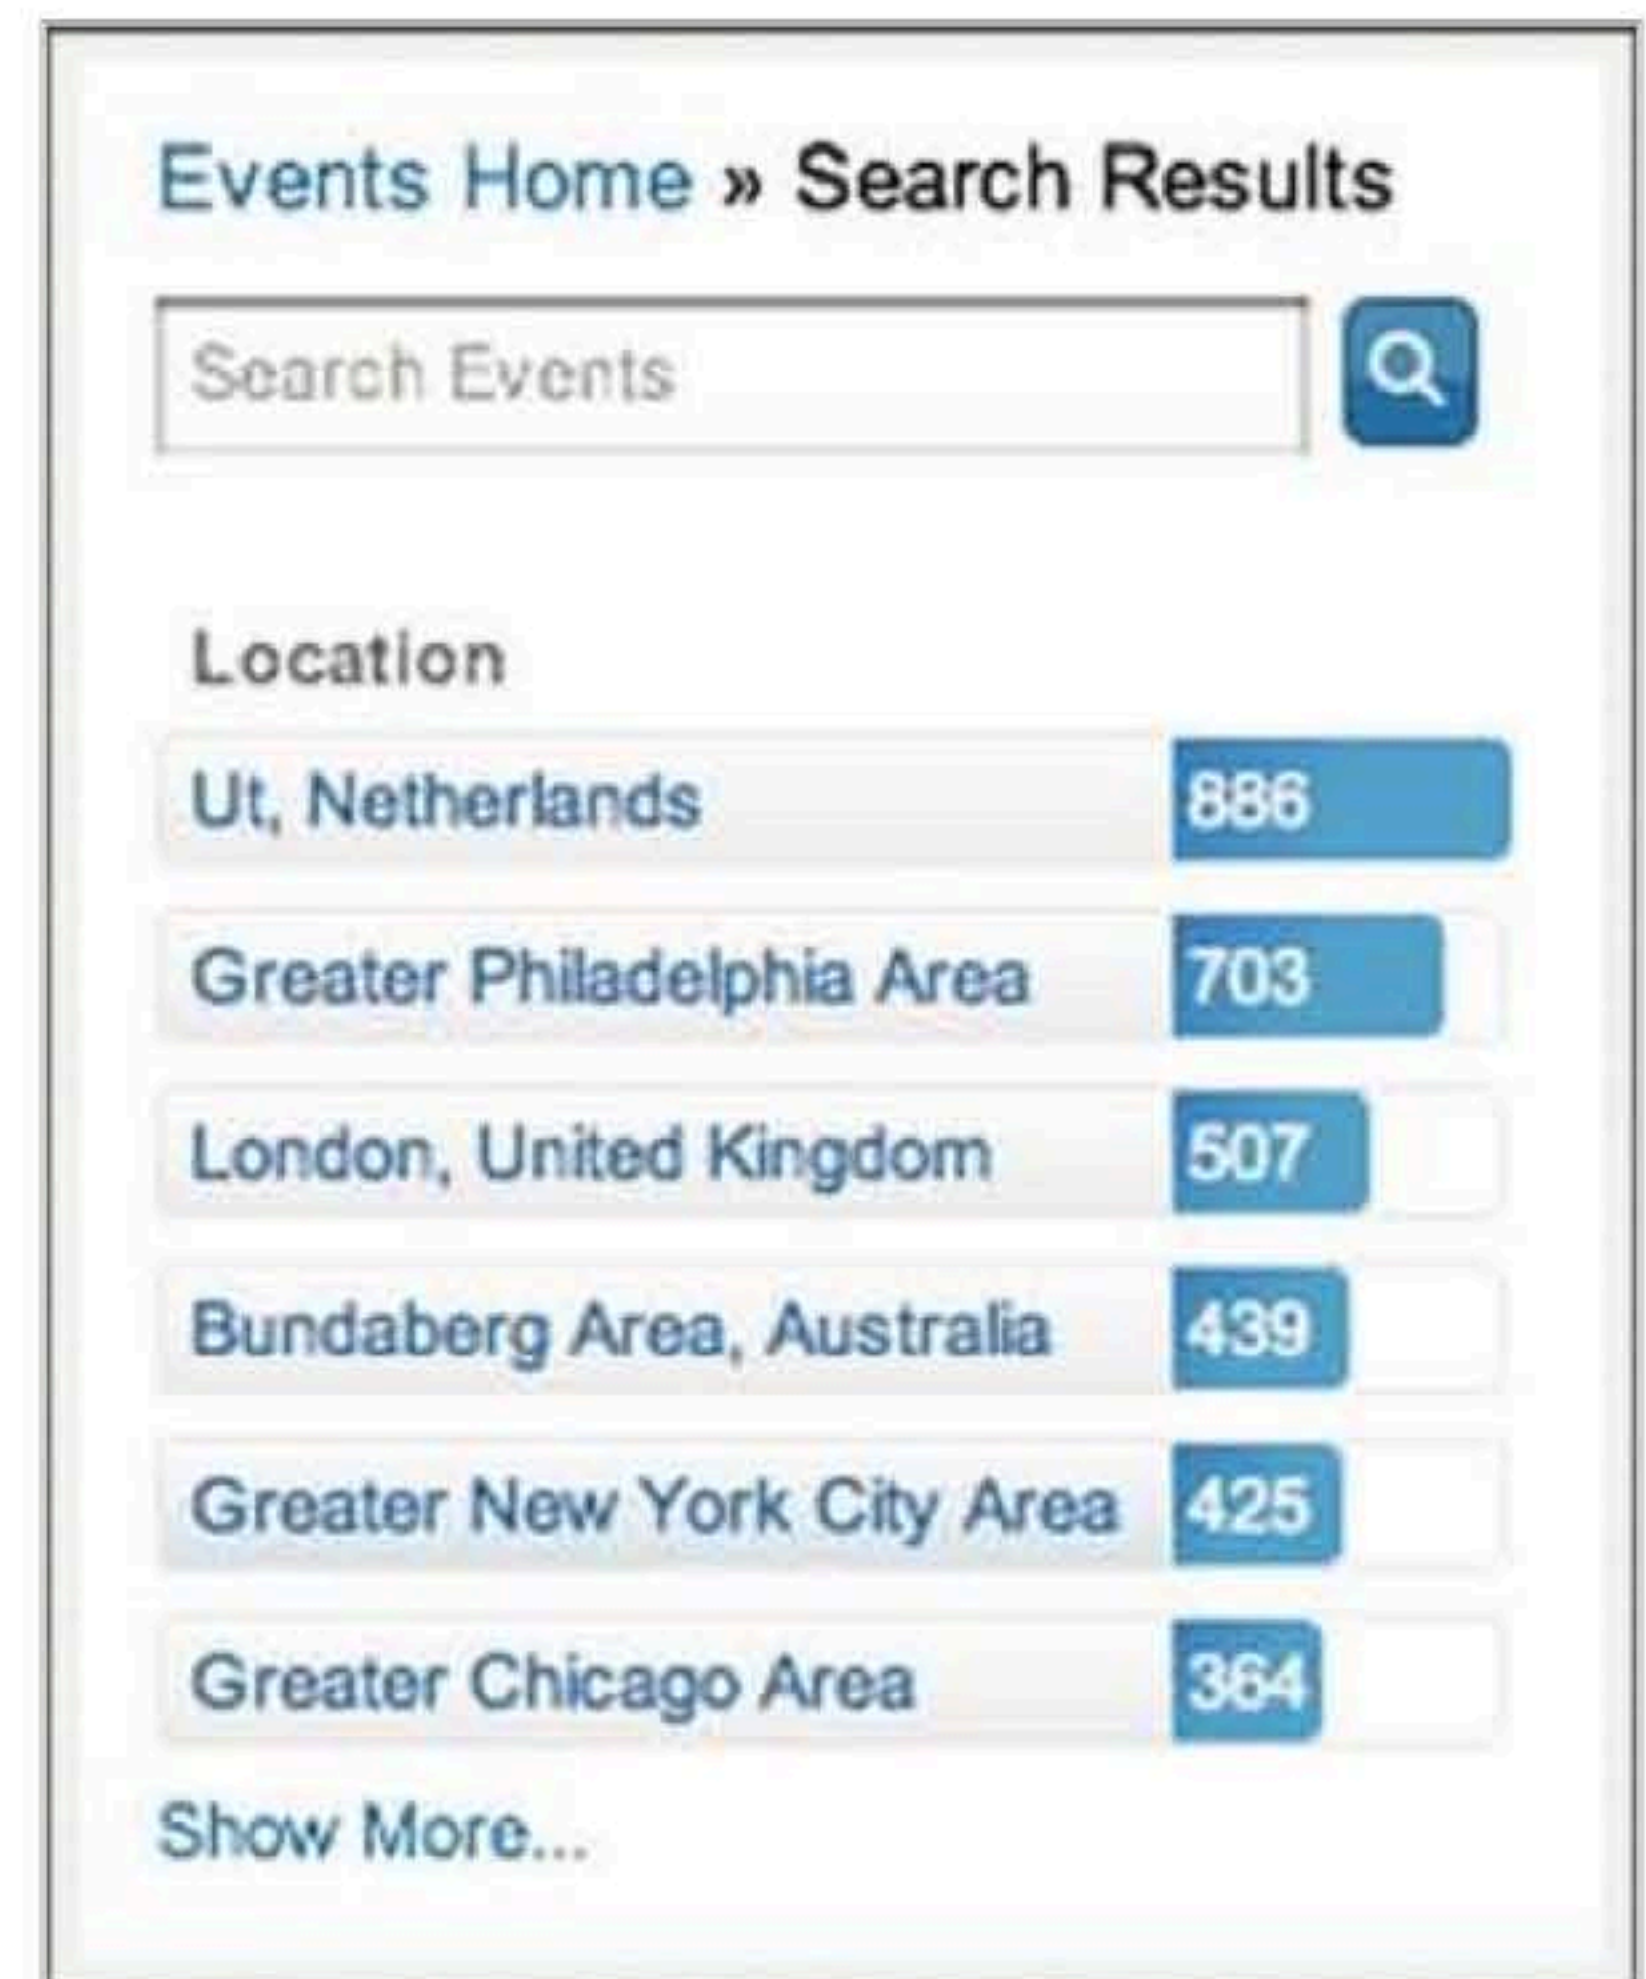 Events Home » Search Results
Search Events
Location
Ut, Netherlands 886
Greater Philadelphia Area 703
London, United Kingdom 507
Bundaberg Area, Australia 439
Greater New York City Area 425
Greater Chicago Area 364
Show More...